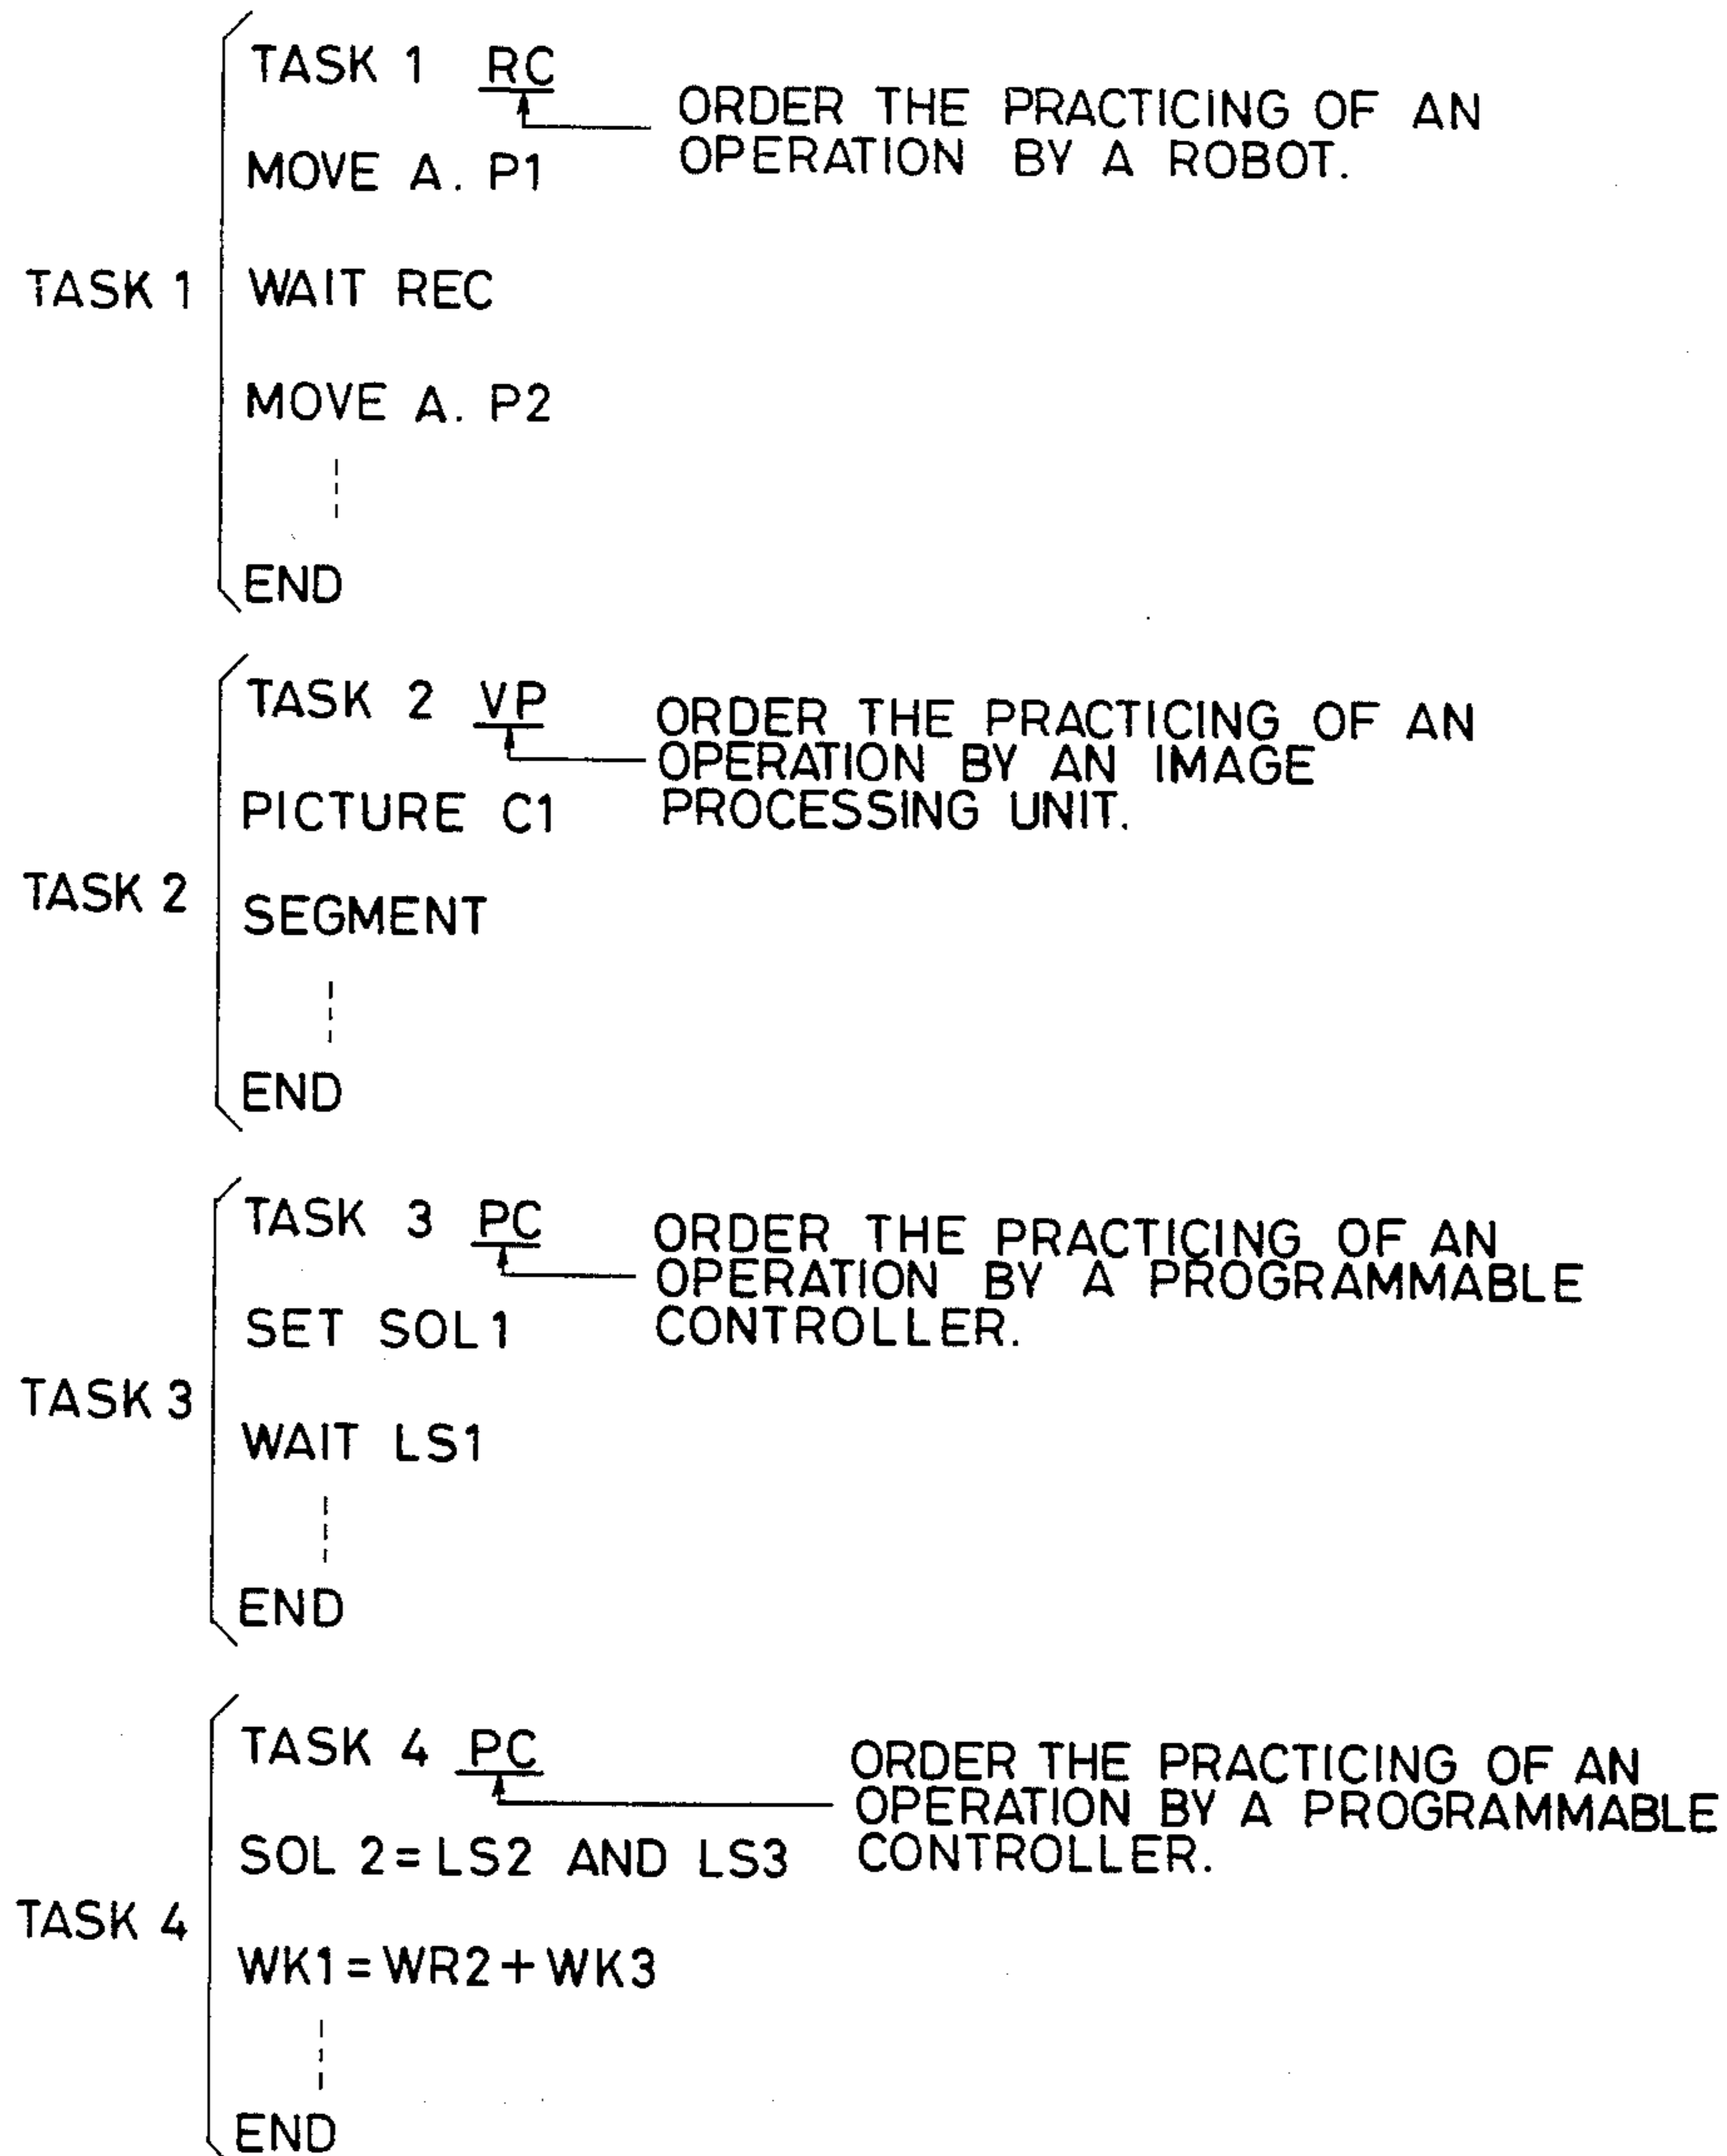 TASK 1 RC
ORDER THE PRACTICING OF AN
OPERATION BY A ROBOT.
MOVE A. P1
TASK 1
WAIT REC
MOVE A. P2
END
TASK 2 VP
ORDER THE PRACTICING OF AN
OPERATION BY AN IMAGE
PROCESSING UNIT.
PICTURE C1
TASK 2
SEGMENT
END
TASK 3 PC
ORDER THE PRACTICING OF AN
OPERATION BY A PROGRAMMABLE
CONTROLLER.
SET SOL1
TASK 3
WAIT LS1
END
TASK 4 PC
ORDER THE PRACTICING OF AN
OPERATION BY A PROGRAMMABLE
CONTROLLER.
SOL 2=LS2 AND LS3
TASK 4
WK1=WR2+WK3
END